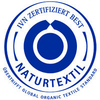 IVN ZERTIFIZIERT BEST
NATURTEXTIL
ÜBERTRIFFT GLOBAL ORGANIC TEXTILE STANDARD